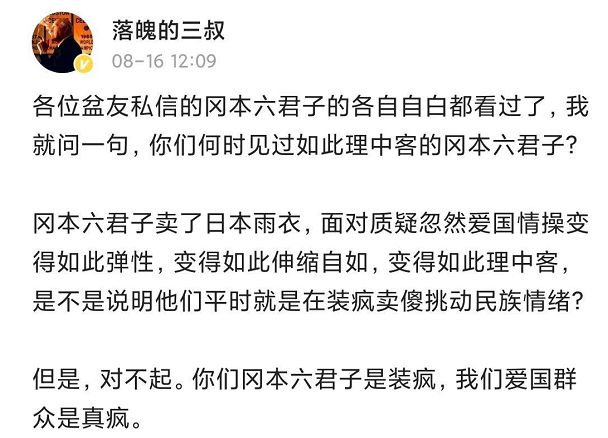 落魄的三叔
08-16 12:09
各位盆友私信的冈本六君子的各自自白都看过了，我
就问一句，你们何时见过如此理中客的冈本六君子？
冈本六君子卖了日本雨衣，面对质疑忽然爱国情操变
得如此弹性，变得如此伸缩自如，变得如此理中客，
是不是说明他们平时就是在装疯卖傻挑动民族情绪？
但是，对不起。你们冈本六君子是装疯，我们爱国群
众是真疯。